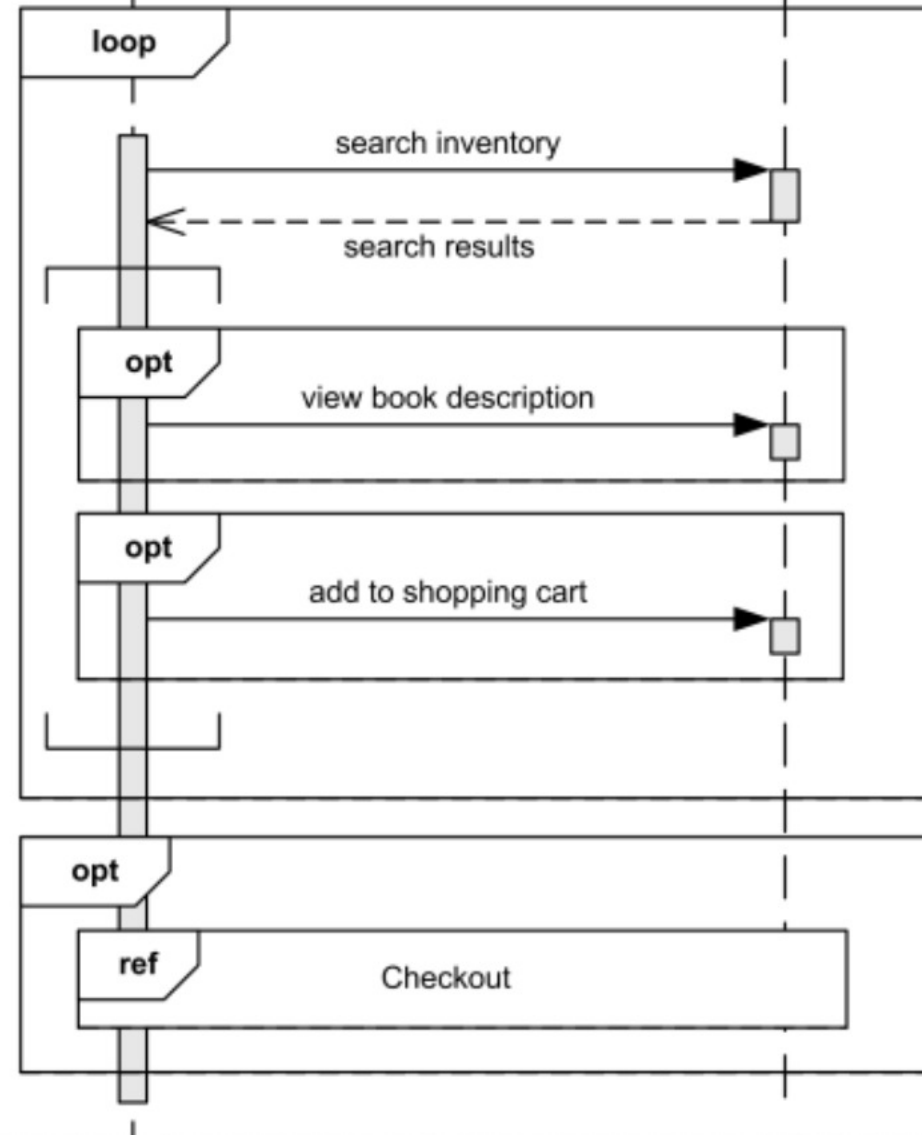 loop
search inventory
search results
opt
view book description
opt
add to shopping cart
opt
ref
Checkout